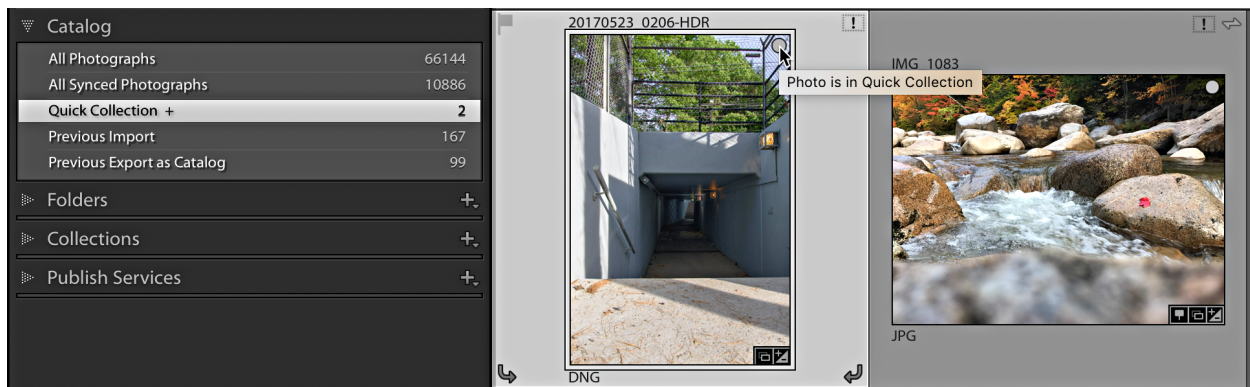 Catalog
All Photographs 66144
All Synced Photographs 10886
Quick Collection + 2
Previous Import 167
Previous Export as Catalog 99
Folders +
Collections +
Publish Services +
20170523_0206-HDR !
Photo is in Quick Collection
DNG
!
IMG_1083
JPG